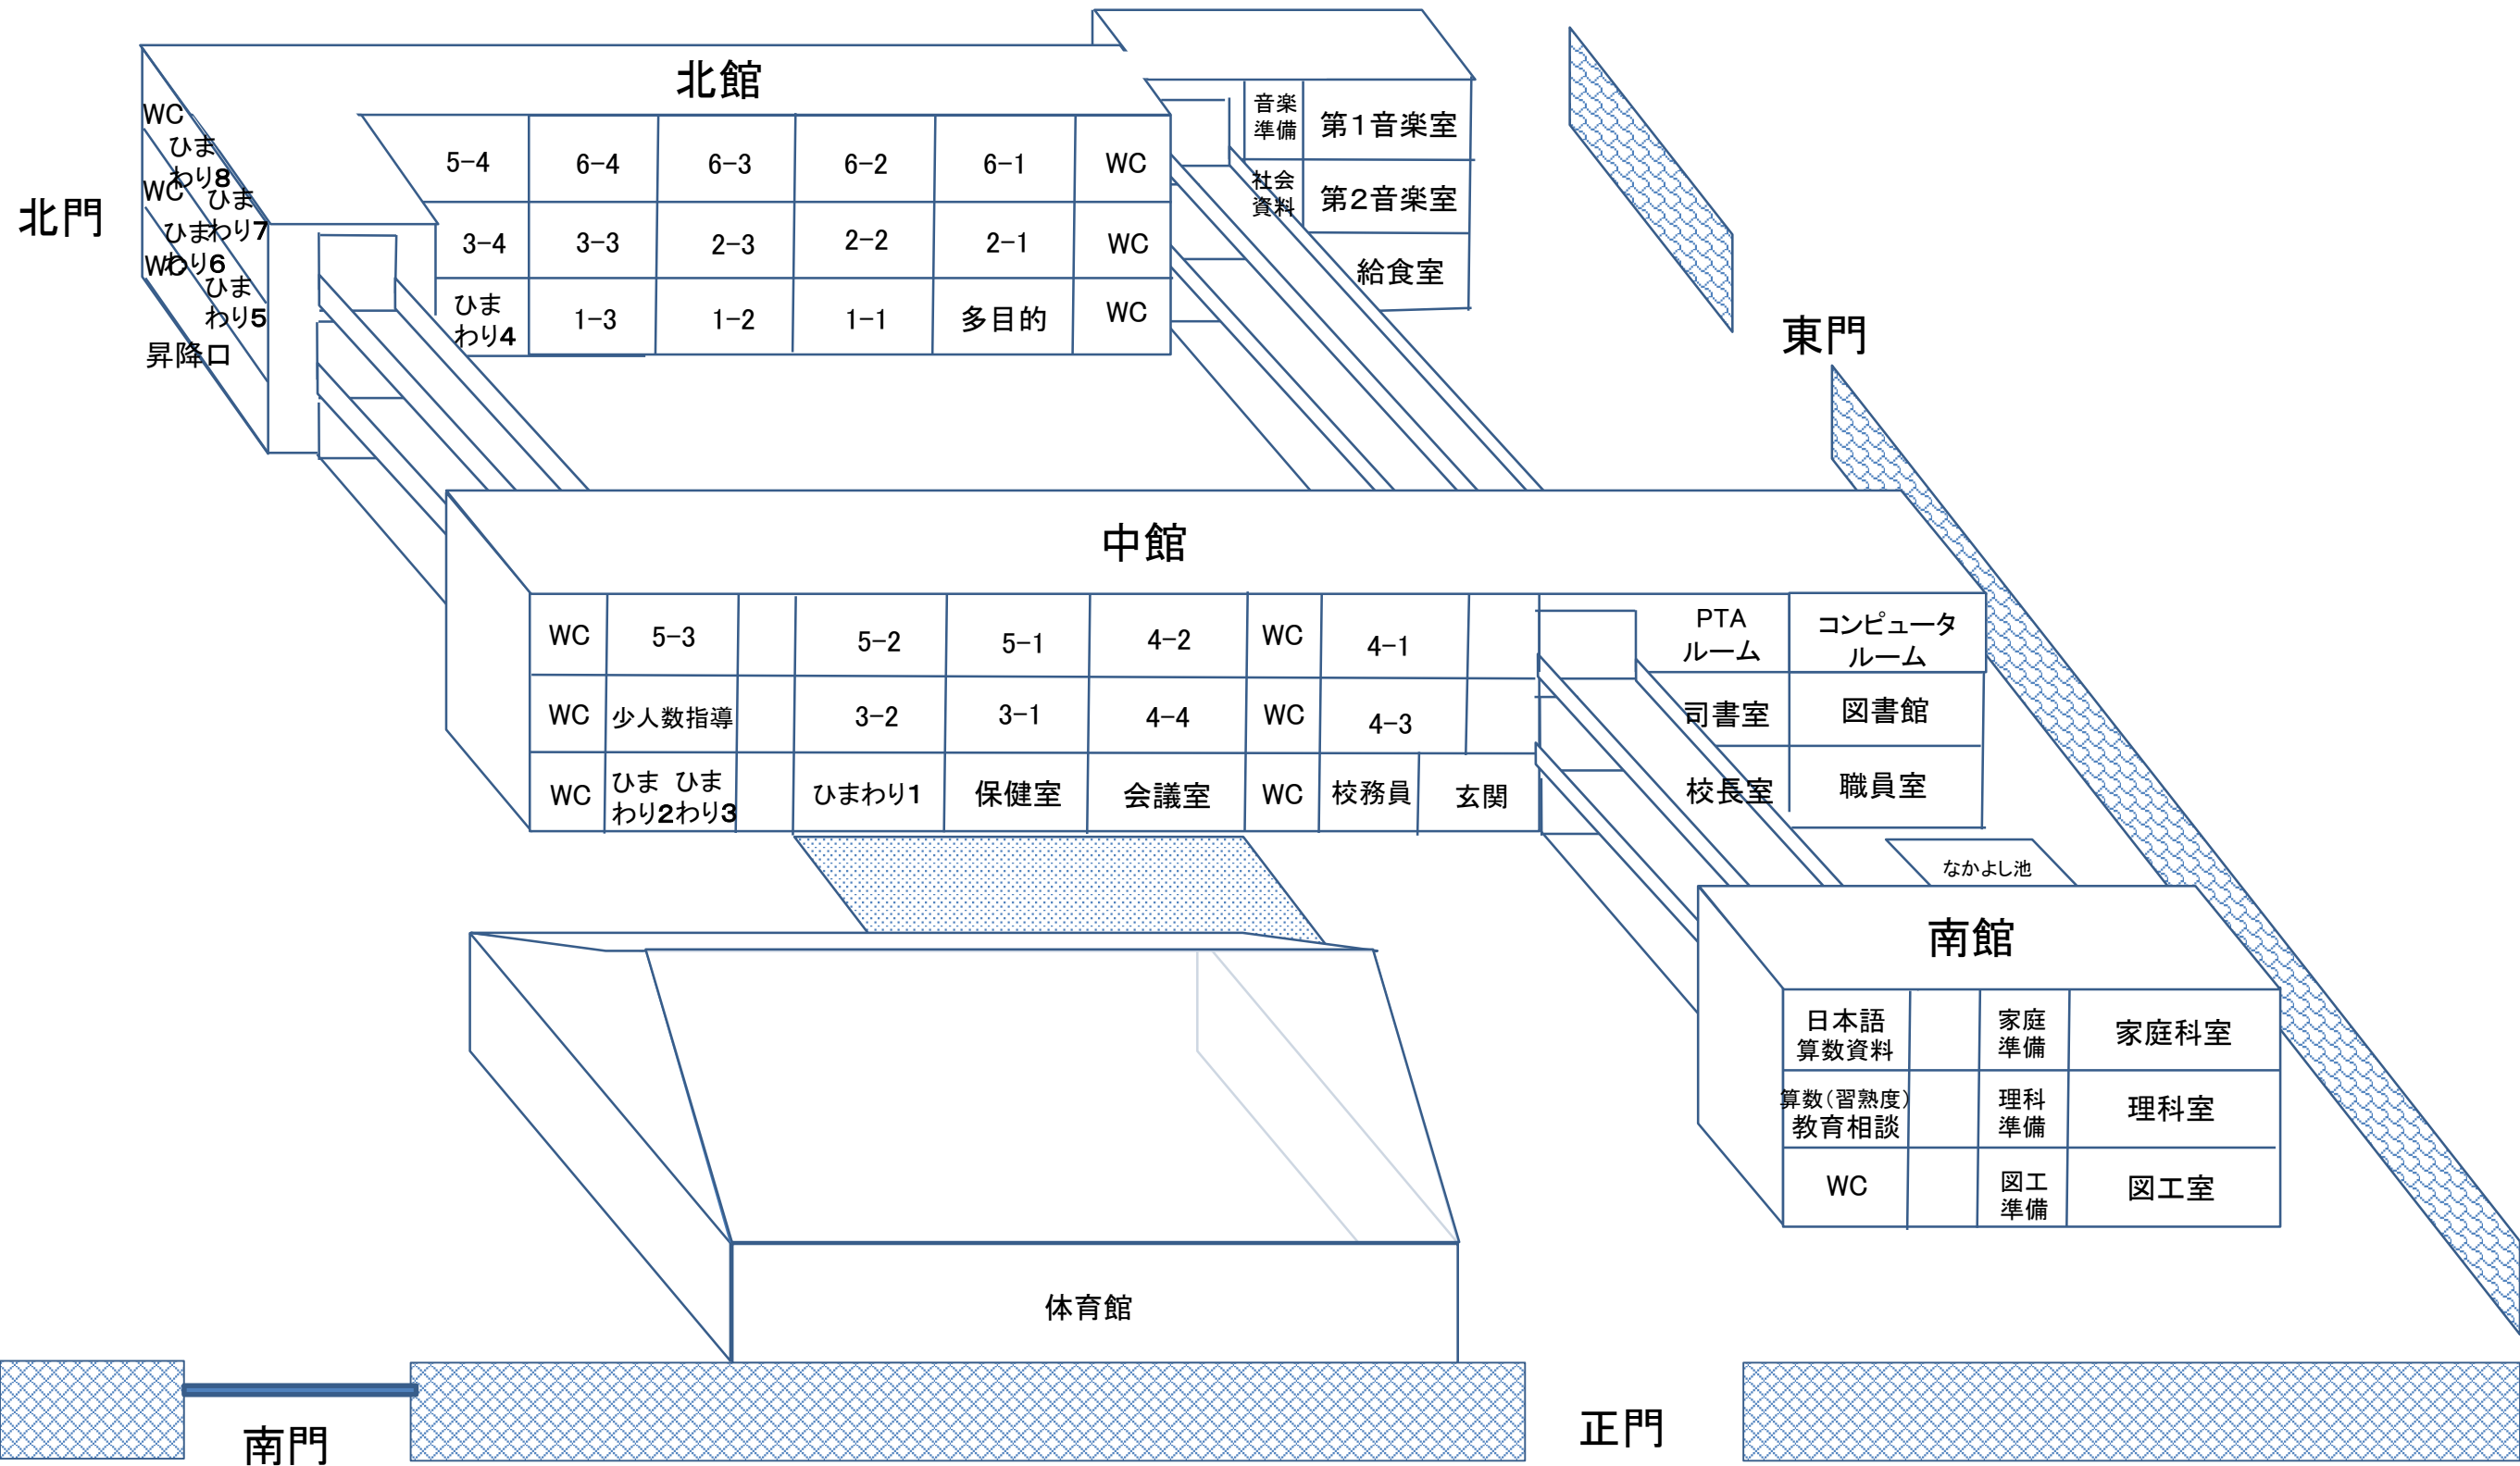 北館
北門
東門
WC
ひま
わり8
WC
ひま
わり7
ひま
わり6
WC
ひま
わり5
昇降口
5-4
6-4
6-3
6-2
6-1
WC
3-4
3-3
2-3
2-2
2-1
WC
ひま
わり4
1-3
1-2
1-1
多目的
WC
音楽
準備
第1音楽室
社会
資料
第2音楽室
給食室
中館
WC
5-3
5-2
5-1
4-2
WC
4-1
PTA
ルーム
コンピュータ
ルーム
WC
少人数指導
3-2
3-1
4-4
WC
4-3
司書室
図書館
WC
ひま ひま
わり2わり3
ひまわり1
保健室
会議室
WC
校務員
玄関
校長室
職員室
なかよし池
南館
日本語
算数資料
家庭
準備
家庭科室
算数(習熟度)
教育相談
理科
準備
理科室
WC
図工
準備
図工室
体育館
南門
正門